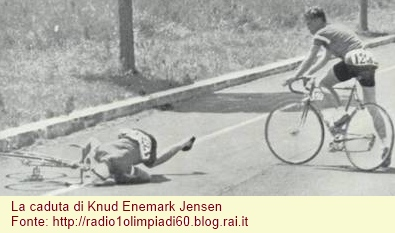 La caduta di Knud Enemark Jensen
Fonte: http://radio1olimpiadi60.blog.rai.it